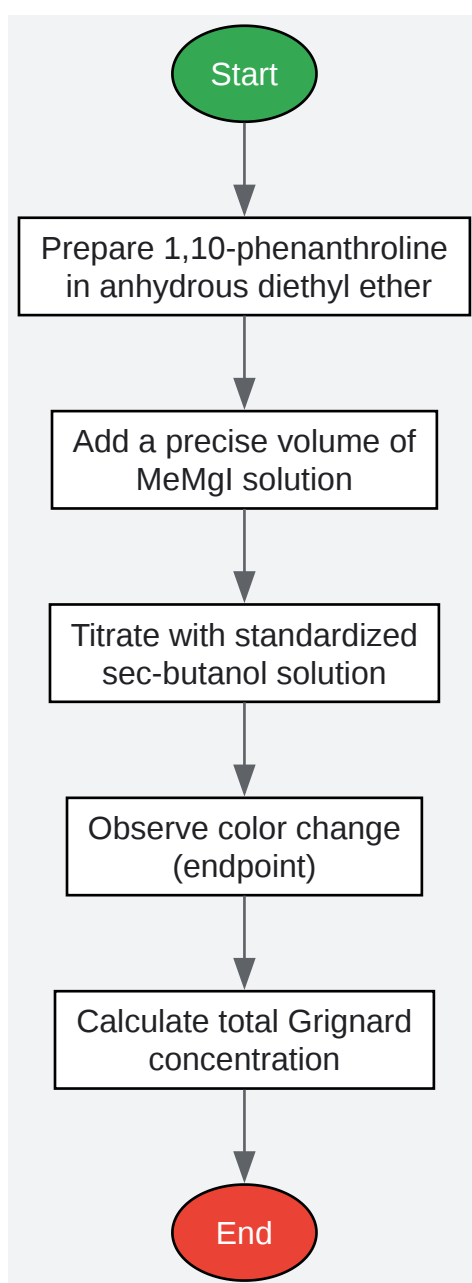 Start
Prepare 1,10-phenanthroline
in anhydrous diethyl ether
Add a precise volume of
MeMgI solution
Titrate with standardized
sec-butanol solution
Observe color change
(endpoint)
Calculate total Grignard
concentration
End